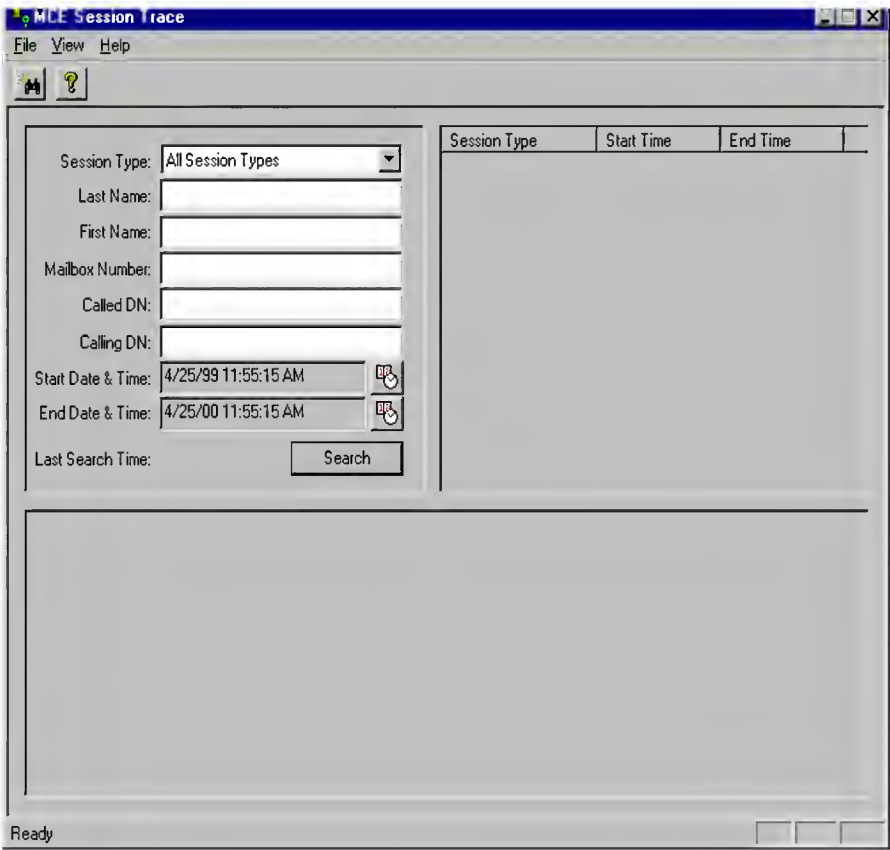 MCE Session Trace
File View Help
Session Type: All Session Types
Last Name:
First Name:
Mailbox Number:
Called DN:
Calling DN:
Start Date & Time: 4/25/99 11:55:15 AM
End Date & Time: 4/25/00 11:55:15 AM
Last Search Time: Search
Session Type Start Time End Time
Ready